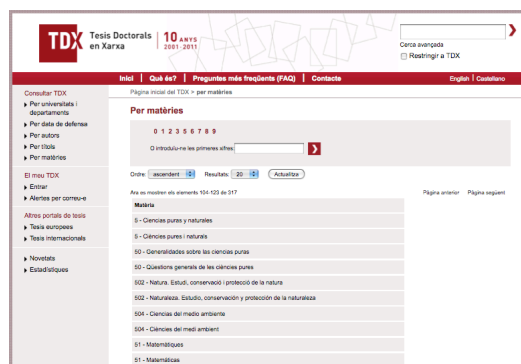 TDX
Tesis Doctorals
en Xarxa
10 ANYS
2001-2011
Cerca avançada
Restringir a TDX
Inici | Què és? | Preguntes més freqüents (FAQ) | Contacte
English | Castellano
Consultar TDX
Per universitats i
departaments
Per data de defensa
Per autors
Per títols
Per matèries
El meu TDX
Entrar
Alertes per correu-e
Altres portals de tesis
Tesis europees
Tesis internacionals
Novetats
Estadístiques
Pàgina inicial del TDX > per matèries
Per matèries
0 1 2 3 5 6 7 8 9
O introduïu-ne les primeres xifres:
Ordre: ascendent Resultats: 20 Actualitza
Ara es mostren els elements 104-123 de 317
Pàgina anterior Pàgina següent
Matèria
5 - Ciencias puras y naturales
5 - Ciències pures i naturals
50 - Generalidades sobre las ciencias puras
50 - Qüestions generals de les ciències pures
502 - Natura. Estudi, conservació i protecció de la natura
502 - Naturaleza. Estudio, conservación y protección de la naturaleza
504 - Ciencias del medio ambiente
504 - Ciències del medi ambient
51 - Matemàtiques
51 - Matemáticas